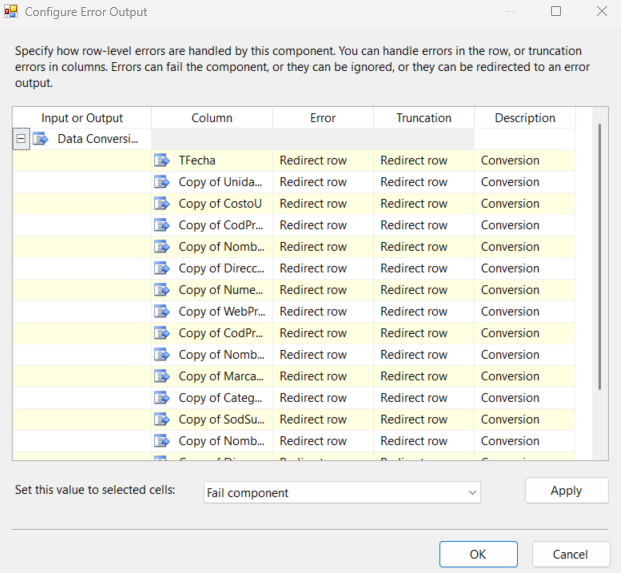 Configure Error Output
Specify how row-level errors are handled by this component. You can handle errors in the row, or truncation
errors in columns. Errors can fail the component, or they can be ignored, or they can be redirected to an error
output.
Input or Output Column Error Truncation Description
Data Conversi...
TFecha Redirect row Redirect row Conversion
Copy of Unida... Redirect row Redirect row Conversion
Copy of CostoU Redirect row Redirect row Conversion
Copy of CodPr... Redirect row Redirect row Conversion
Copy of Nomb... Redirect row Redirect row Conversion
Copy of Direcc... Redirect row Redirect row Conversion
Copy of Nume... Redirect row Redirect row Conversion
Copy of WebPr... Redirect row Redirect row Conversion
Copy of CodPr... Redirect row Redirect row Conversion
Copy of Nomb... Redirect row Redirect row Conversion
Copy of Marca... Redirect row Redirect row Conversion
Copy of Categ... Redirect row Redirect row Conversion
Copy of SodSu... Redirect row Redirect row Conversion
Copy of Nomb... Redirect row Redirect row Conversion
Set this value to selected cells: Fail component Apply
OK Cancel